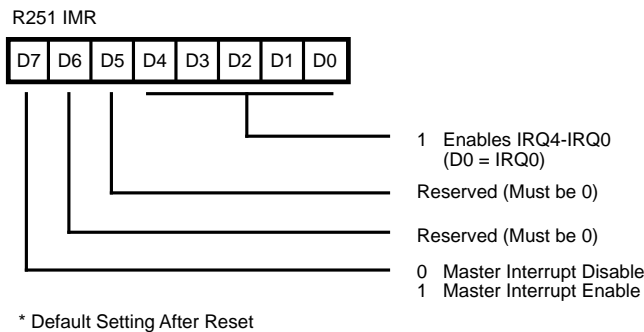 R251 IMR
D7 D6 D5 D4 D3 D2 D1 D0
1 Enables IRQ4-IRQ0
(D0 = IRQ0)
Reserved (Must be 0)
Reserved (Must be 0)
0 Master Interrupt Disable
1 Master Interrupt Enable
* Default Setting After Reset